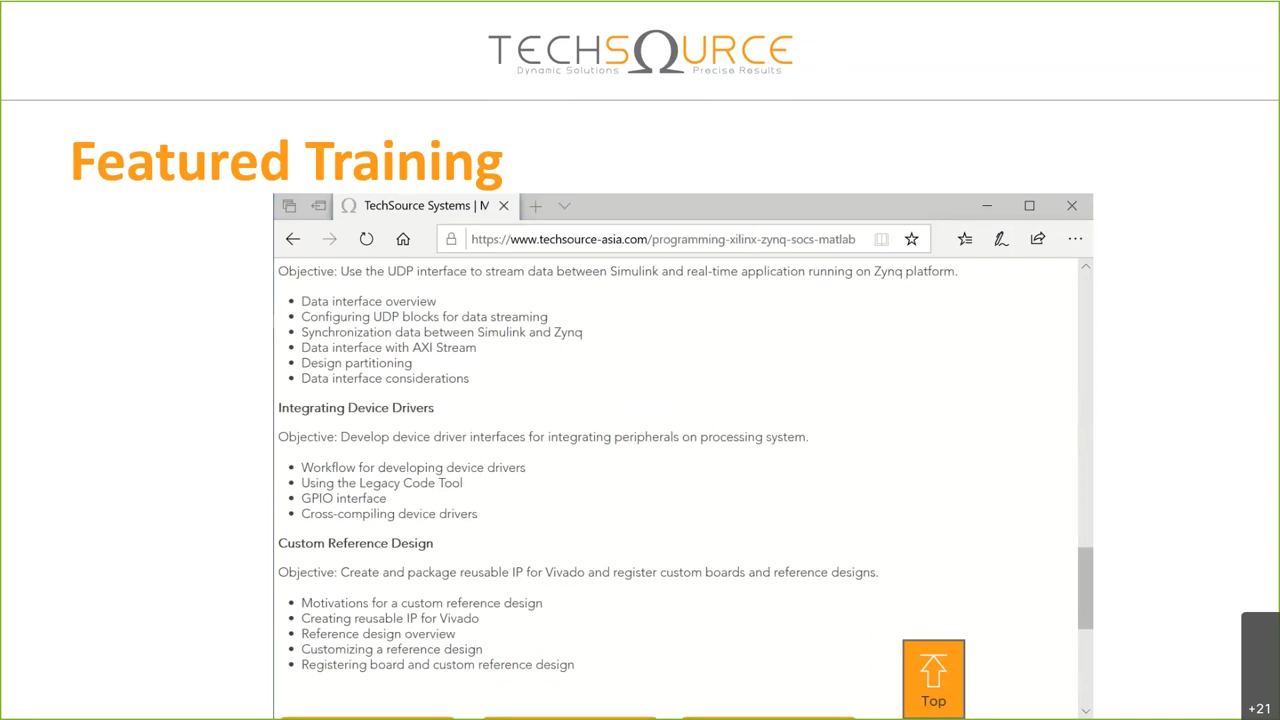 TECHSOURCE
Dynamic Solutions Precise Results
Featured Training
TechSource Systems | M
https://www.techsource-asia.com/programming-xilinx-zynq-socs-matlab
Objective: Use the UDP interface to stream data between Simulink and real-time application running on Zynq platform.
• Data interface overview
• Configuring UDP blocks for data streaming
• Synchronization data between Simulink and Zynq
• Data interface with AXI Stream
• Design partitioning
• Data interface considerations
Integrating Device Drivers
Objective: Develop device driver interfaces for integrating peripherals on processing system.
• Workflow for developing device drivers
• Using the Legacy Code Tool
• GPIO interface
• Cross-compiling device drivers
Custom Reference Design
Objective: Create and package reusable IP for Vivado and register custom boards and reference designs.
• Motivations for a custom reference design
• Creating reusable IP for Vivado
• Reference design overview
• Customizing a reference design
• Registering board and custom reference design
Top
+21